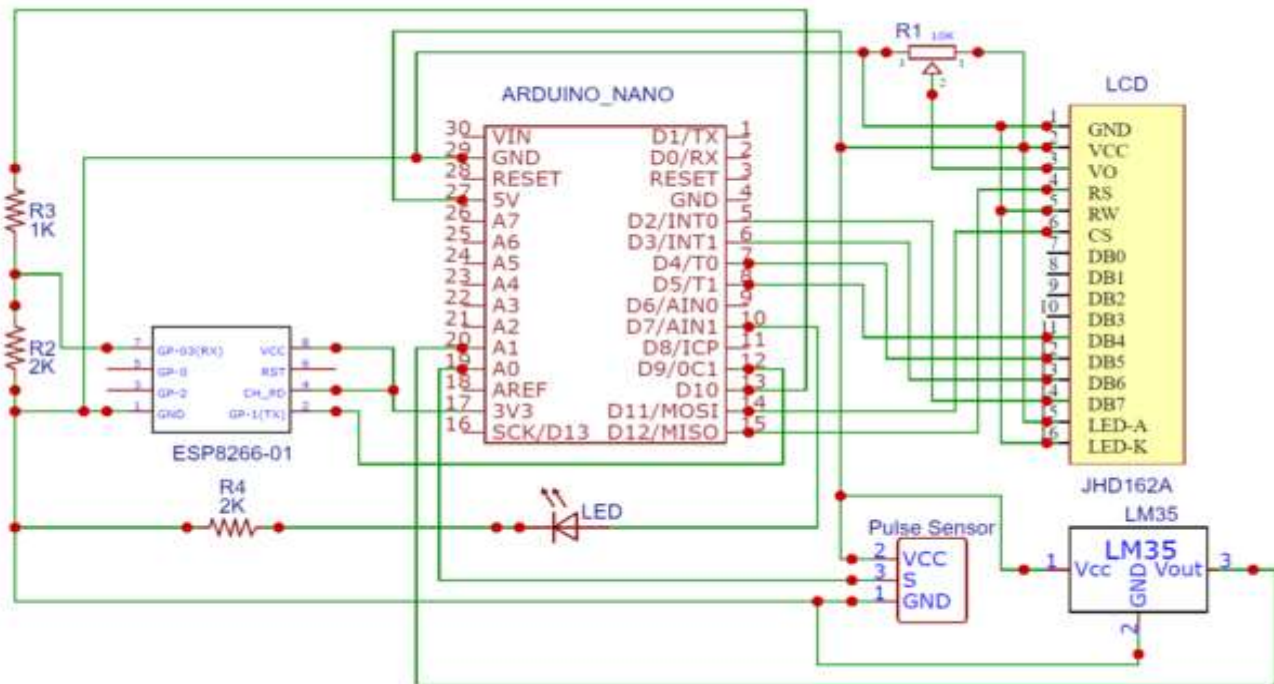 R1 10K
1
2
ARDUINO_NANO
LCD
30 VIN D1/TX 1
29 GND D0/RX 2
28 RESET RESET 3
27 5V GND 4
26 A7 D2/INT0 5
25 A6 D3/INT1 6
24 A5 D4/T0 7
23 A4 D5/T1 8
22 A3 D6/AIN0 9
21 A2 D7/AIN1 10
20 A1 D8/ICP 11
19 A0 D9/0C1 12
18 AREF D10 13
17 3V3 D11/MOSI 14
16 SCK/D13 D12/MISO 15
1 GND
VCC
3 VO
4 RS
5 RW
6 CS
7 DB0
8 DB1
9 DB2
10 DB3
11 DB4
DB5
3 DB6
4 DB7
5 LED-A
16 LED-K
JHD162A
R3
1K
R2
2K
7 GP-03(RX) VCC 8
5 GP-0 RST 6
3 GP-2 CH_RD 4
1 GND GP-1(TX) 2
ESP8266-01
R4
2K
LED
Pulse Sensor
2 VCC
3 S
1 GND
LM35
LM35
1 Vcc GND Vout 3
2